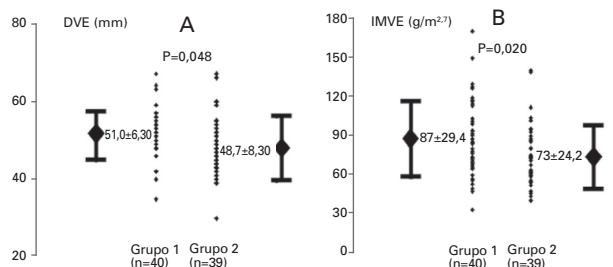 DVE (mm)
A
80
60
40
20
P=0,048
51,0±6,30
48,7±8,30
Grupo 1
(n=40)
Grupo 2
(n=39)
IMVE (g/m²,⁷)
B
180
150
120
90
60
30
0
P=0,020
87±29,4
73±24,2
Grupo 1
(n=40)
Grupo 2
(n=39)